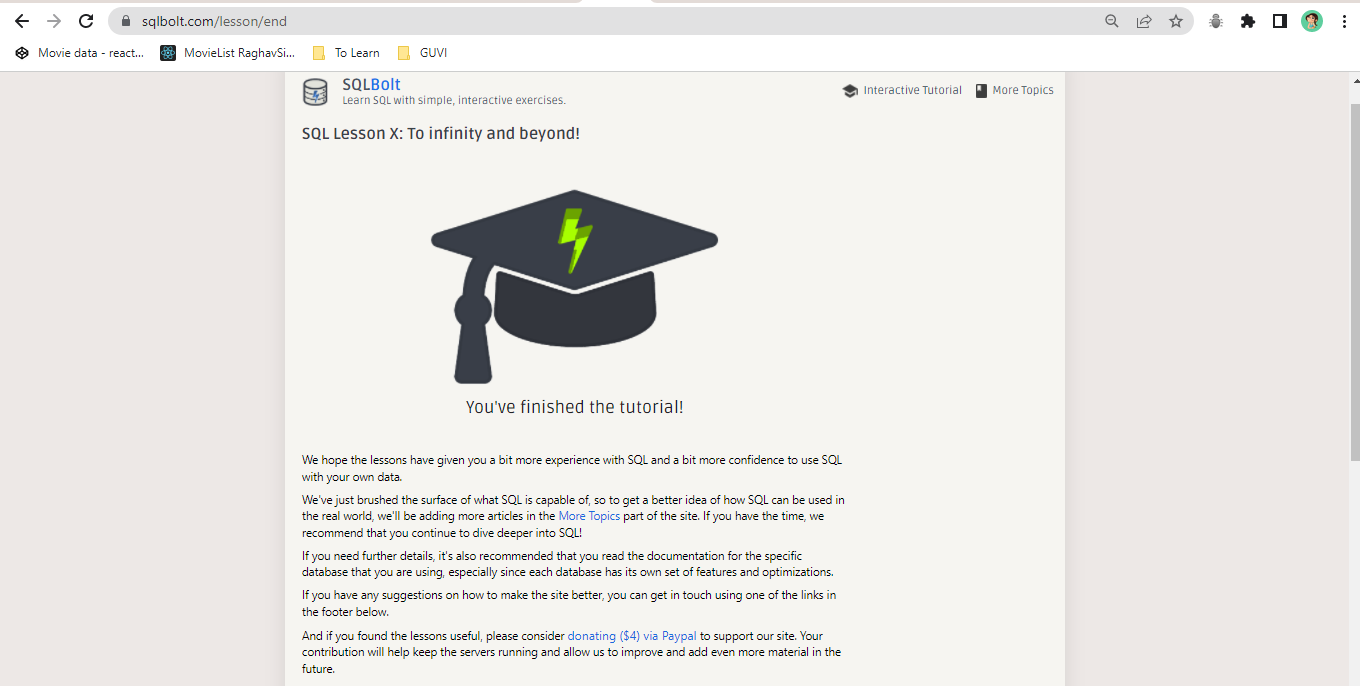 sqlbolt.com/lesson/end
Movie data - react...
MovieList RaghavSi...
To Learn
GUVI
SQLBolt
Learn SQL with simple, interactive exercises.
Interactive Tutorial
More Topics
SQL Lesson X: To infinity and beyond!
You've finished the tutorial!
We hope the lessons have given you a bit more experience with SQL and a bit more confidence to use SQL
with your own data.
We've just brushed the surface of what SQL is capable of, so to get a better idea of how SQL can be used in
the real world, we'll be adding more articles in the More Topics part of the site. If you have the time, we
recommend that you continue to dive deeper into SQL!
If you need further details, it's also recommended that you read the documentation for the specific
database that you are using, especially since each database has its own set of features and optimizations.
If you have any suggestions on how to make the site better, you can get in touch using one of the links in
the footer below.
And if you found the lessons useful, please consider donating ($4) via Paypal to support our site. Your
contribution will help keep the servers running and allow us to improve and add even more material in the
future.